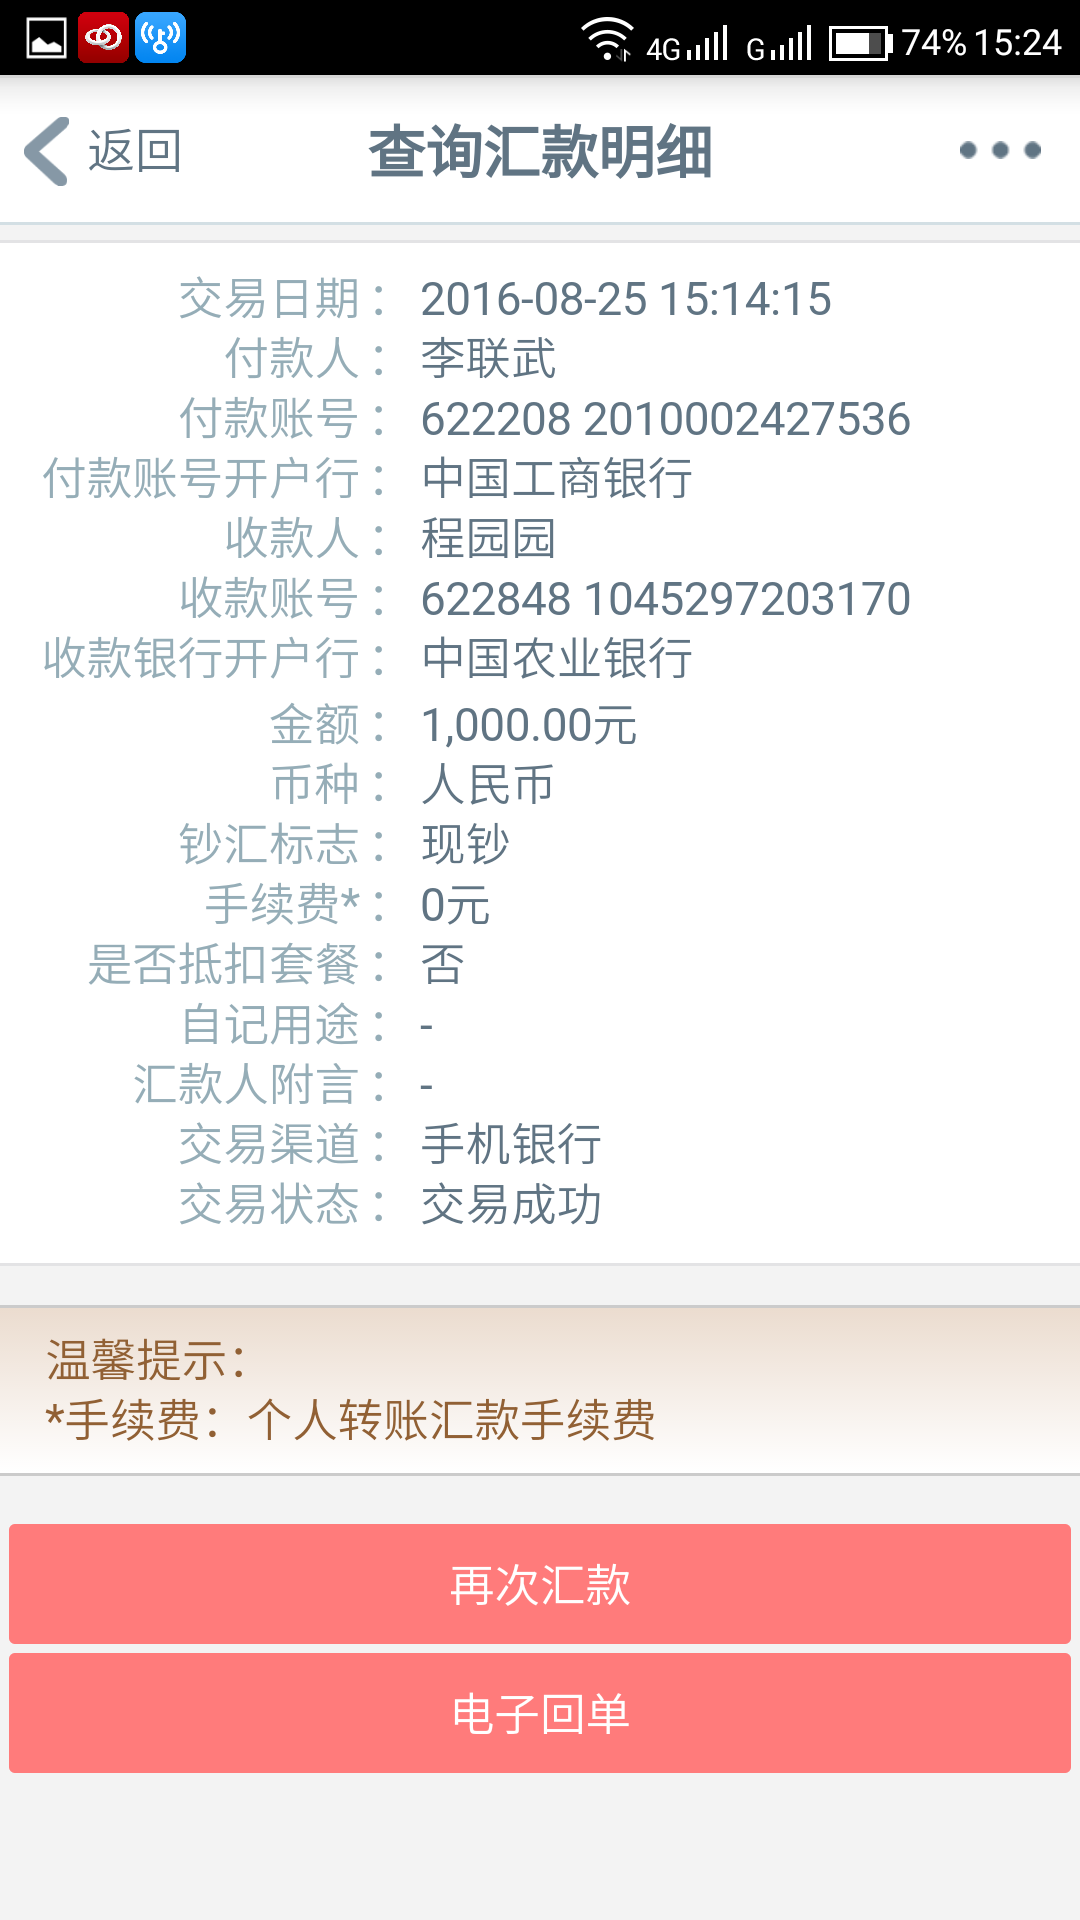 4G G 74% 15:24
返回 查询汇款明细
交易日期： 2016-08-25 15:14:15
付款人： 李联武
付款账号： 622208 2010002427536
付款账号开户行： 中国工商银行
收款人： 程园园
收款账号： 622848 1045297203170
收款银行开户行： 中国农业银行
金额： 1,000.00元
币种： 人民币
钞汇标志： 现钞
手续费*： 0元
是否抵扣套餐： 否
自记用途： -
汇款人附言： -
交易渠道： 手机银行
交易状态： 交易成功
温馨提示：
*手续费：个人转账汇款手续费
再次汇款
电子回单